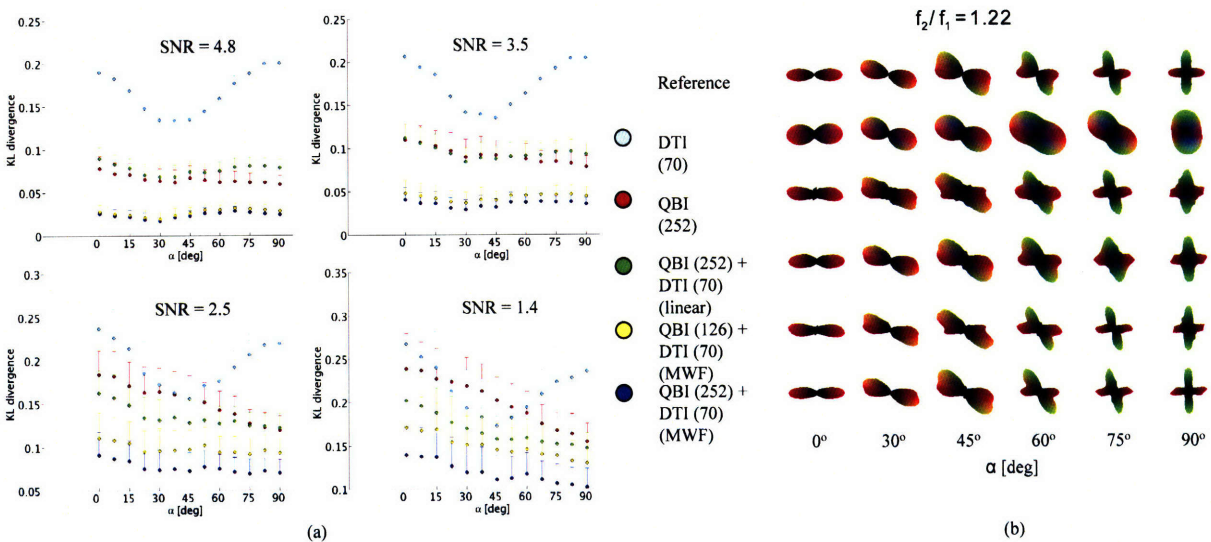 (a)
SNR = 4.8
KL divergence
0.25
0.2
0.15
0.1
0.05
0
0 15 30 45 60 75 90
α [deg]
SNR = 3.5
0.25
0.2
0.15
0.1
0.05
0
0 15 30 45 60 75 90
α [deg]
SNR = 2.5
KL divergence
0.3
0.25
0.2
0.15
0.1
0.05
0 15 30 45 60 75 90
α [deg]
SNR = 1.4
0.35
0.3
0.25
0.2
0.15
0.1
0 15 30 45 60 75 90
α [deg]
(a)
f2/ f1 = 1.22
Reference
DTI
(70)
QBI
(252)
QBI (252) +
DTI (70)
(linear)
QBI (126) +
DTI (70)
(MWF)
QBI (252) +
DTI (70)
(MWF)
0º 30º 45º 60º 75º 90º
α [deg]
(b)